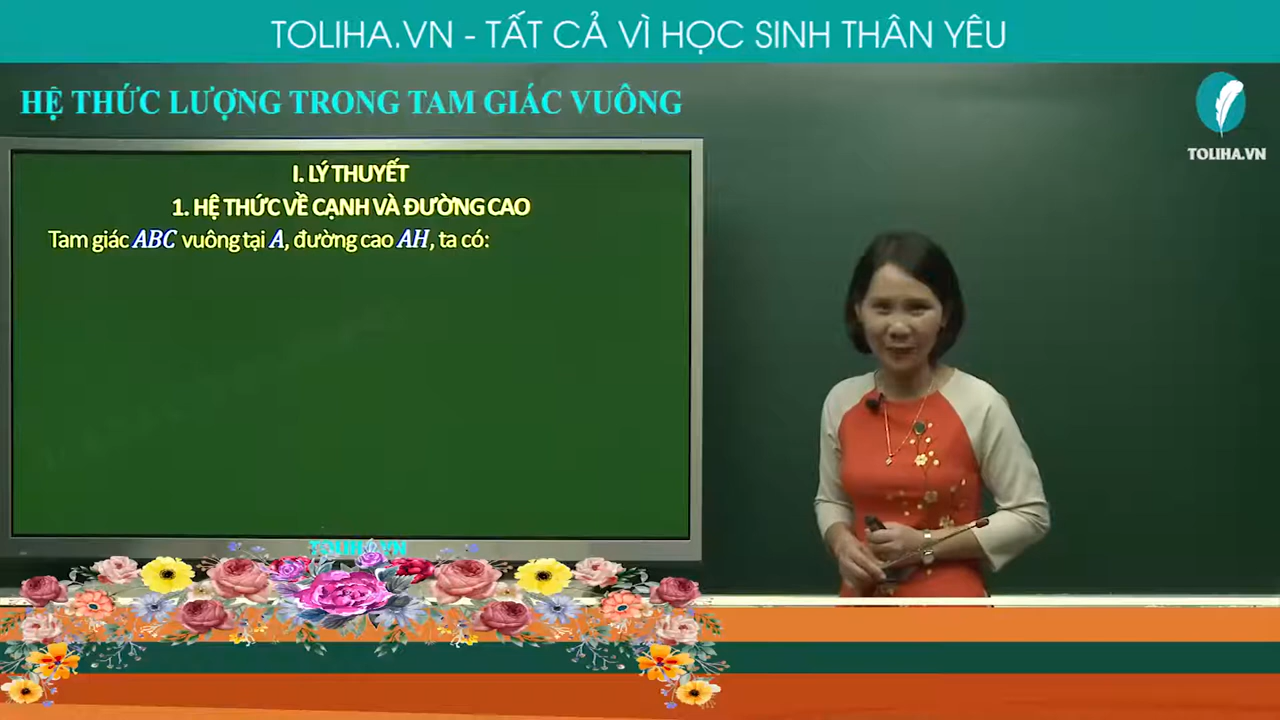 TOLIHA.VN - TẤT CẢ VÌ HỌC SINH THÂN YÊU
HỆ THỨC LƯỢNG TRONG TAM GIÁC VUÔNG
TOLIHA.VN
I. LÝ THUYẾT
1. HỆ THỨC VỀ CẠNH VÀ ĐƯỜNG CAO
Tam giác ABC vuông tại A, đường cao AH, ta có:
TOLIHA.VN